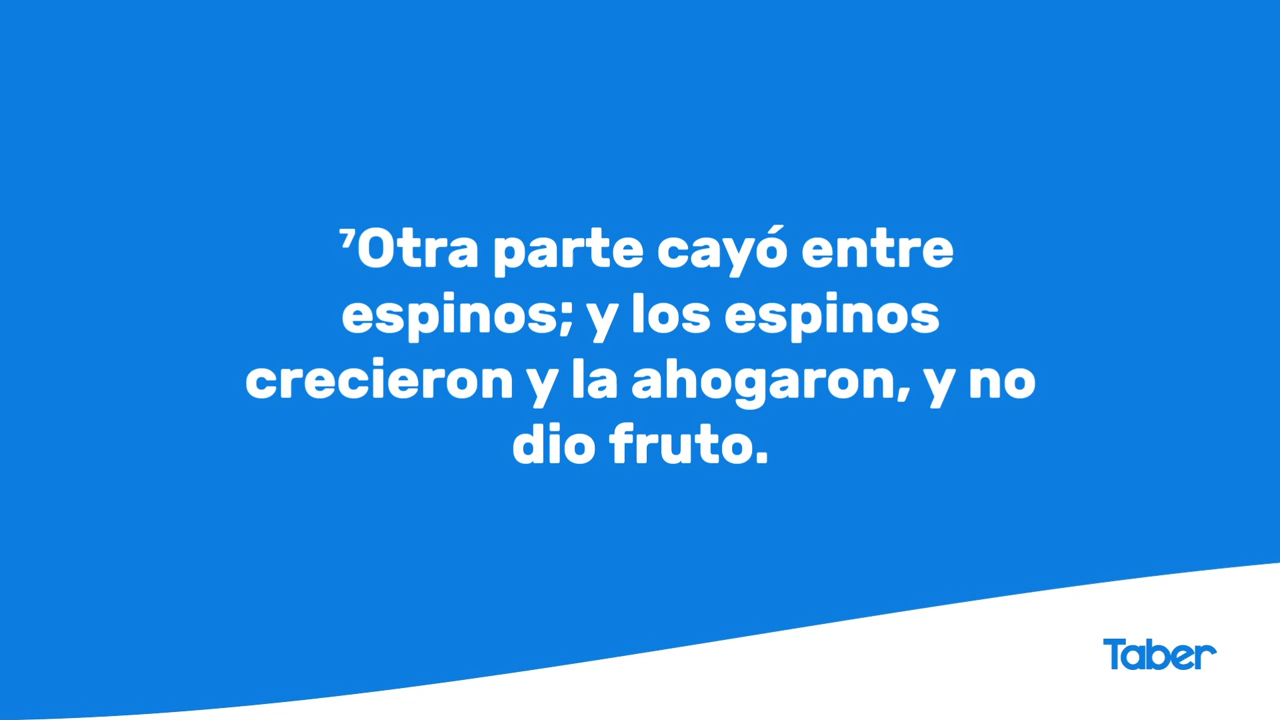 ⁷Otra parte cayó entre
espinos; y los espinos
crecieron y la ahogaron, y no
dio fruto.
Taber